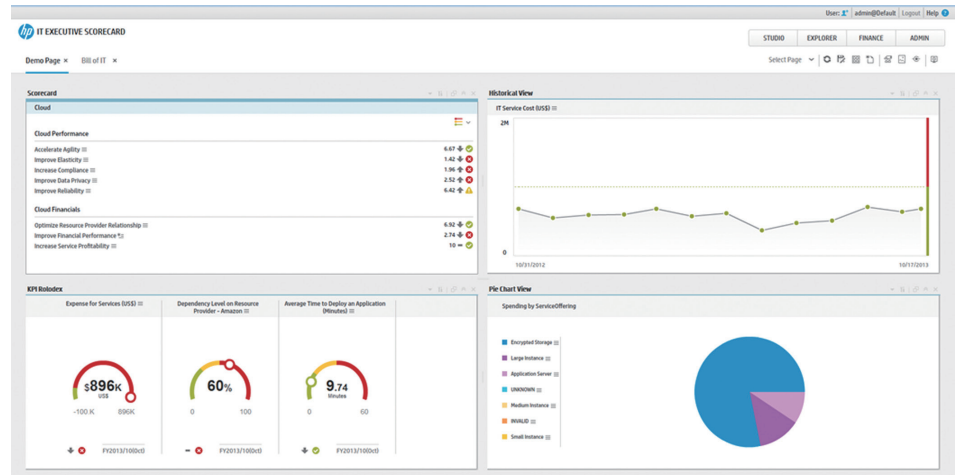 User: admin@Default Logout Help ?
hp IT EXECUTIVE SCORECARD
STUDIO EXPLORER FINANCE ADMIN
Demo Page × Bill of IT × Select Page
Scorecard
Cloud
Cloud Performance
Accelerate Agility 6.67
Improve Elasticity 1.42
Increase Compliance 1.96
Improve Data Privacy 2.52
Improve Reliability 6.42
Cloud Financials
Optimize Resource Provider Relationship 6.92
Improve Financial Performance 2.74
Increase Service Profitability 10
Historical View
IT Service Cost (US$)
2M
0
10/31/2012 10/17/2013
KPI Rolodex
Expense for Services (US$)
$896K
US$
-100 K 896K
FY2013/10(Oct)
Dependency Level on Resource
Provider - Amazon
60%
0 100
FY2013/10(Oct)
Average Time to Deploy an Application
(Minutes)
9.74
Minutes
0 60
FY2013/10(Oct)
Pie Chart View
Spending by ServiceOffering
Encrypted Storage
Large Instance
Application Server
UNKNOWN
Medium Instance
INVALID
Small Instance